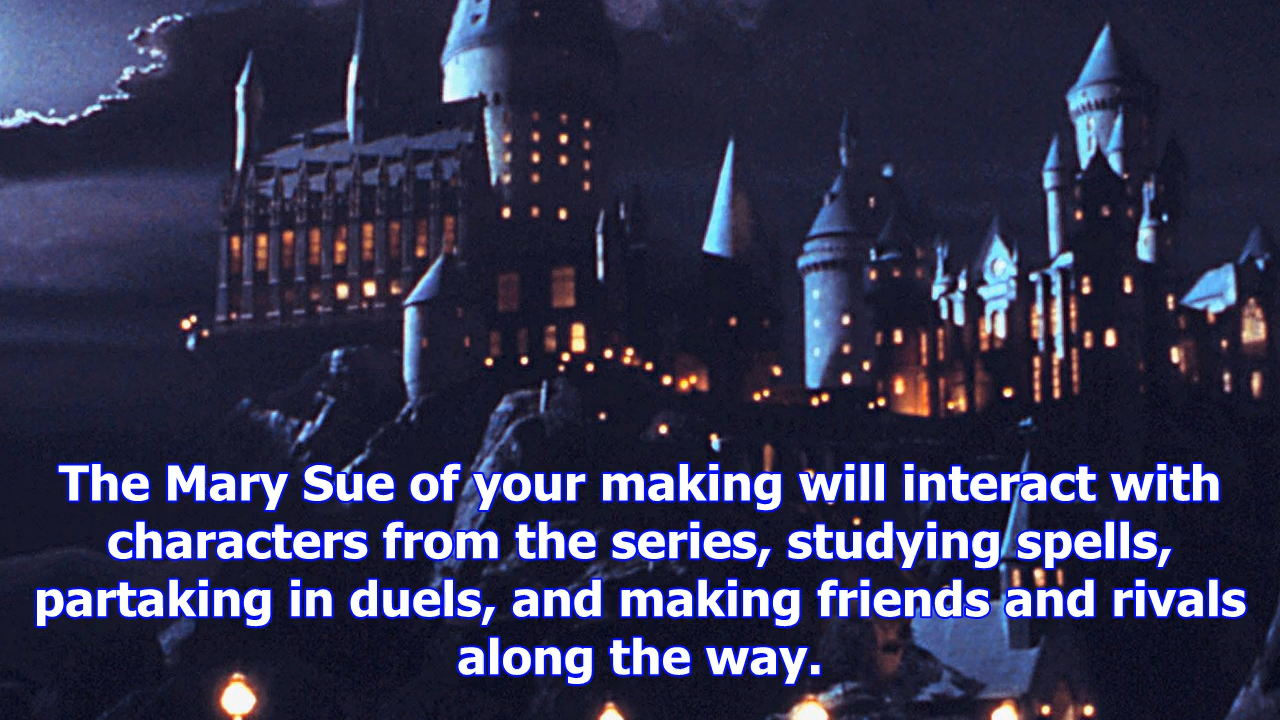 The Mary Sue of your making will interact with
characters from the series, studying spells,
partaking in duels, and making friends and rivals
along the way.